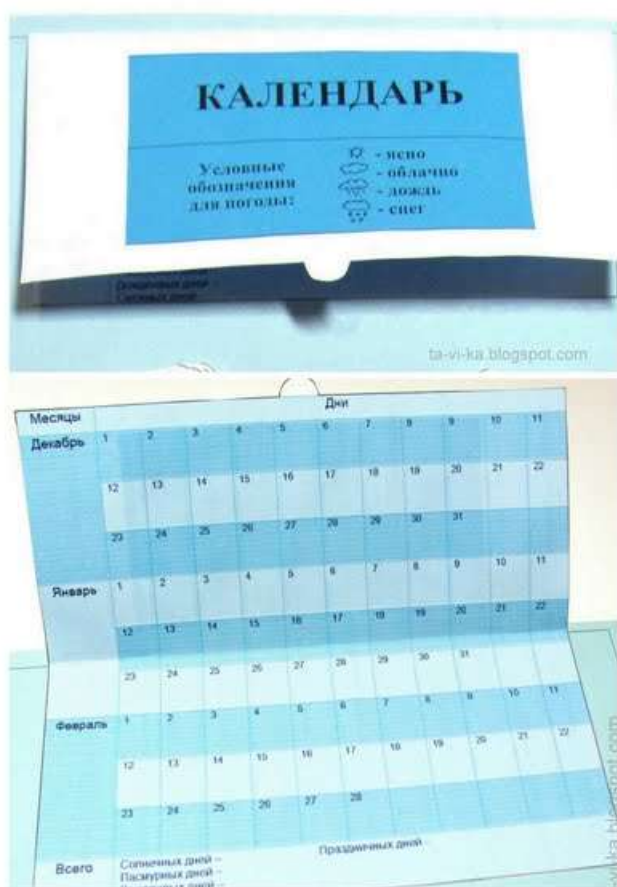 КАЛЕНДАРЬ
Условные
обозначения
для погоды:
- ясно
- облачно
- дождь
- снег
ta-vi-ka.blogspot.com
Месяцы Дни
Декабрь 1 2 3 4 5 6 7 8 9 10 11
12 13 14 15 16 17 18 19 20 21 22
23 24 25 26 27 28 29 30 31
Январь 1 2 3 4 5 6 7 8 9 10 11
12 13 14 15 16 17 18 19 20 21 22
23 24 25 26 27 28 29 30 31
Февраль 1 2 3 4 5 6 7 8 9 10 11
12 13 14 15 16 17 18 19 20 21 22
23 24 25 26 27 28
Всего Солнечных дней – Праздничных дней
Пасмурных дней –